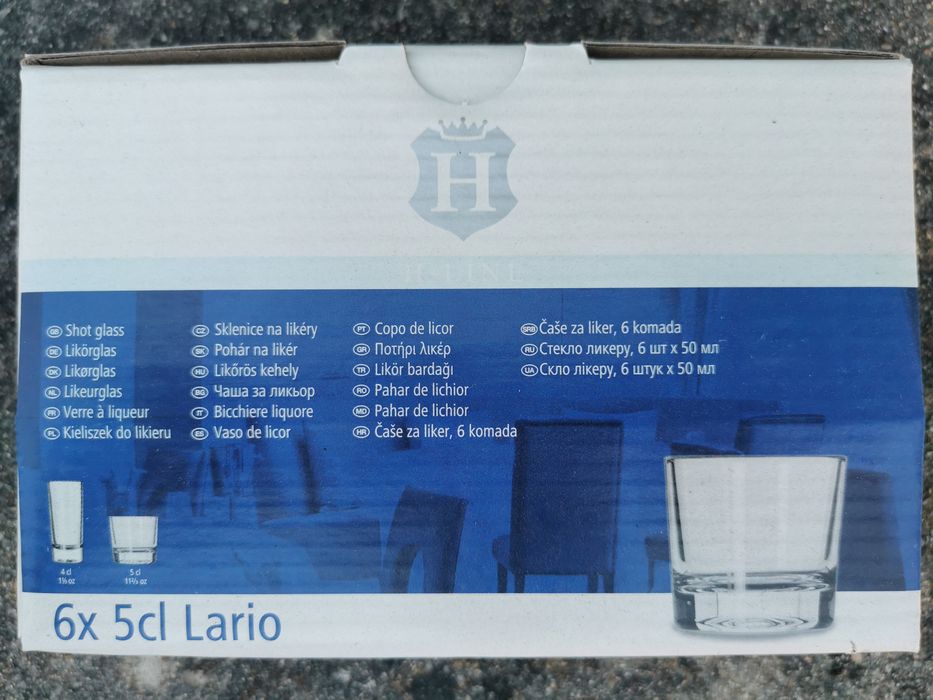 H
H-LINE
GB Shot glass
DE Likörglas
DK Likørglas
NL Likeurglas
FR Verre à liqueur
PL Kieliszek do likieru
CZ Sklenice na likéry
SK Pohár na likér
HU Likőrös kehely
BG Чаша за ликьор
IT Bicchiere liquore
ES Vaso de licor
PT Copo de licor
GR Ποτήρι λικέρ
TR Likör bardağı
RO Pahar de lichior
MD Pahar de lichior
HR Čaše za liker, 6 komada
SRB Čaše za liker, 6 komada
RU Стекло ликеру, 6 шт x 50 мл
UA Скло лікеру, 6 штук x 50 мл
4 cl
5 cl
6x 5cl Lario